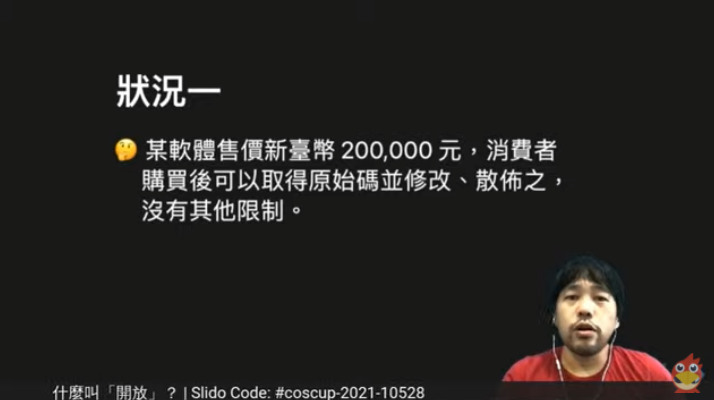 狀況一
🤔 某軟體售價新臺幣 200,000 元，消費者
購買後可以取得原始碼並修改、散佈之，
沒有其他限制。
什麼叫「開放」？ | Slido Code: #coscup-2021-10528